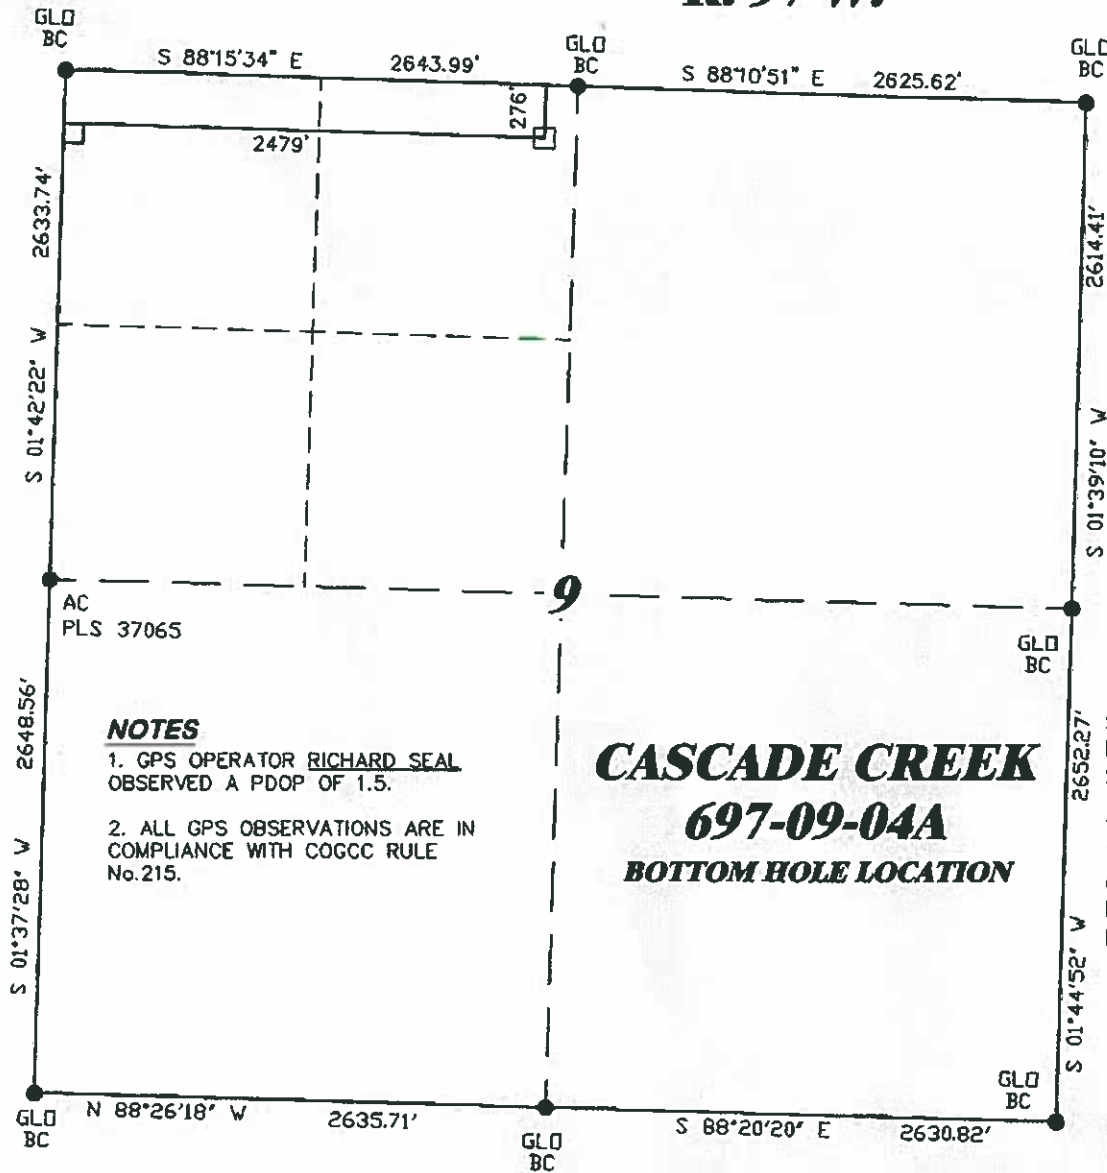 R. 97 W.
GLO
BC
S 88°15'34" E 2643.99'
GLO
BC
S 88°10'51" E 2625.62'
GLO
BC
276'
2479'
2633.74'
S 01°42'22" W
2614.41'
S 01°39'10" W
AC
PLS 37065
9
GLO
BC
2648.56'
S 01°37'28" W
NOTES
1. GPS OPERATOR RICHARD SEAL
OBSERVED A PDOP OF 1.5.
2. ALL GPS OBSERVATIONS ARE IN
COMPLIANCE WITH COGCC RULE
No.215.
CASCADE CREEK
697-09-04A
BOTTOM HOLE LOCATION
2652.27'
S 01°44'52" W
GLO
BC
GLO
BC
N 88°26'18" W 2635.71'
GLO
BC
S 88°20'20" E 2630.82'